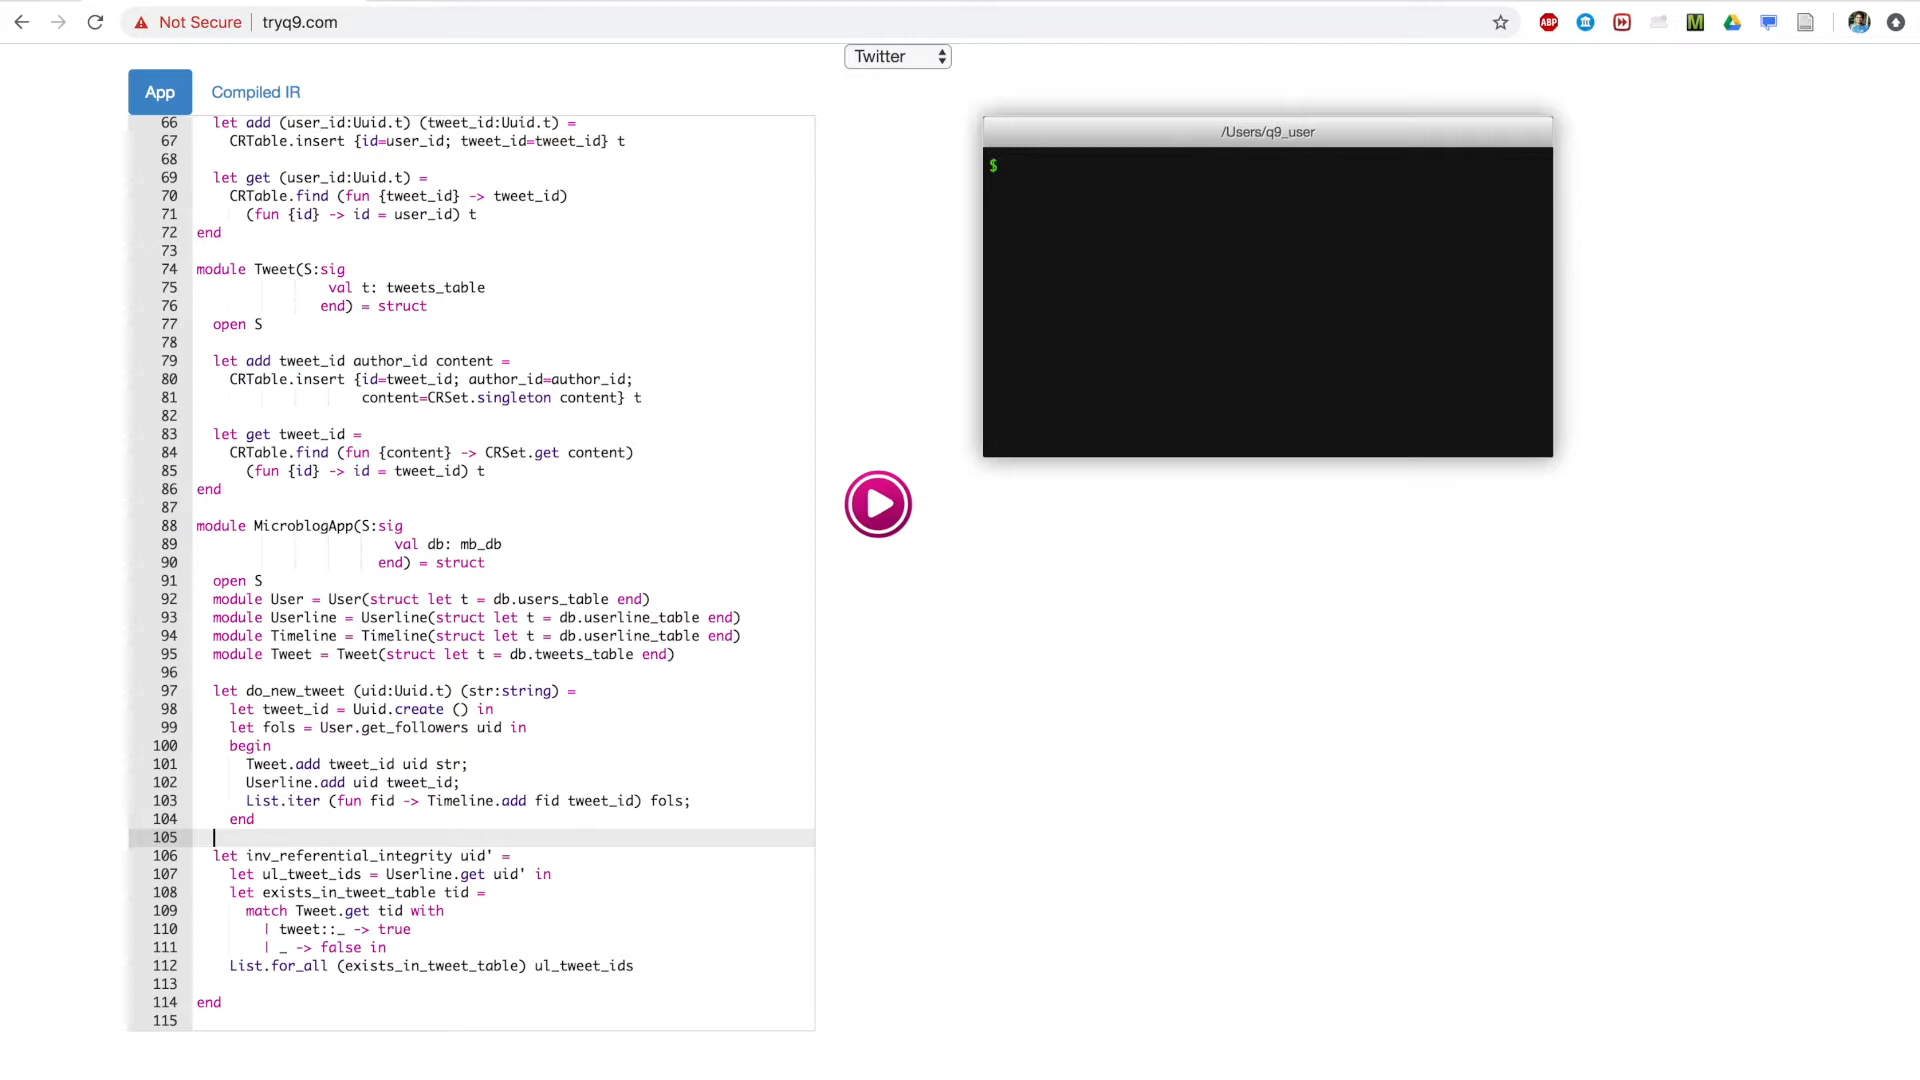 Not Secure | tryq9.com
ABP
M
Twitter
App
Compiled IR
66 let add (user_id:Uuid.t) (tweet_id:Uuid.t) =
67 CRTable.insert {id=user_id; tweet_id=tweet_id} t
68
69 let get (user_id:Uuid.t) =
70 CRTable.find (fun {tweet_id} -> tweet_id)
71 (fun {id} -> id = user_id) t
72 end
73
74 module Tweet(S:sig
75 val t: tweets_table
76 end) = struct
77 open S
78
79 let add tweet_id author_id content =
80 CRTable.insert {id=tweet_id; author_id=author_id;
81 content=CRSet.singleton content} t
82
83 let get tweet_id =
84 CRTable.find (fun {content} -> CRSet.get content)
85 (fun {id} -> id = tweet_id) t
86 end
87
88 module MicroblogApp(S:sig
89 val db: mb_db
90 end) = struct
91 open S
92 module User = User(struct let t = db.users_table end)
93 module Userline = Userline(struct let t = db.userline_table end)
94 module Timeline = Timeline(struct let t = db.userline_table end)
95 module Tweet = Tweet(struct let t = db.tweets_table end)
96
97 let do_new_tweet (uid:Uuid.t) (str:string) =
98 let tweet_id = Uuid.create () in
99 let fols = User.get_followers uid in
100 begin
101 Tweet.add tweet_id uid str;
102 Userline.add uid tweet_id;
103 List.iter (fun fid -> Timeline.add fid tweet_id) fols;
104 end
105
106 let inv_referential_integrity uid' =
107 let ul_tweet_ids = Userline.get uid' in
108 let exists_in_tweet_table tid =
109 match Tweet.get tid with
110 | tweet::_ -> true
111 | _ -> false in
112 List.for_all (exists_in_tweet_table) ul_tweet_ids
113
114 end
115
/Users/q9_user
$